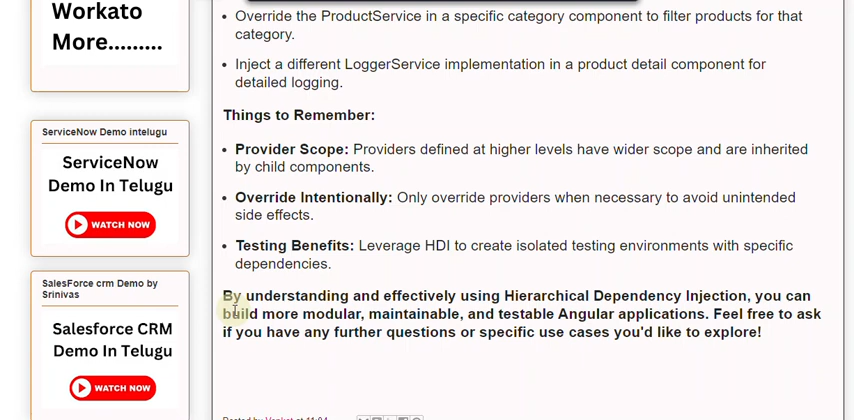 Workato
More.........
ServiceNow Demo intelugu
ServiceNow
Demo In Telugu
WATCH NOW
SalesForce crm Demo by
Srinivas
Salesforce CRM
Demo In Telugu
WATCH NOW
• Override the ProductService in a specific category component to filter products for that
category.
• Inject a different LoggerService implementation in a product detail component for
detailed logging.
Things to Remember:
• Provider Scope: Providers defined at higher levels have wider scope and are inherited
by child components.
• Override Intentionally: Only override providers when necessary to avoid unintended
side effects.
• Testing Benefits: Leverage HDI to create isolated testing environments with specific
dependencies.
By understanding and effectively using Hierarchical Dependency Injection, you can
build more modular, maintainable, and testable Angular applications. Feel free to ask
if you have any further questions or specific use cases you'd like to explore!